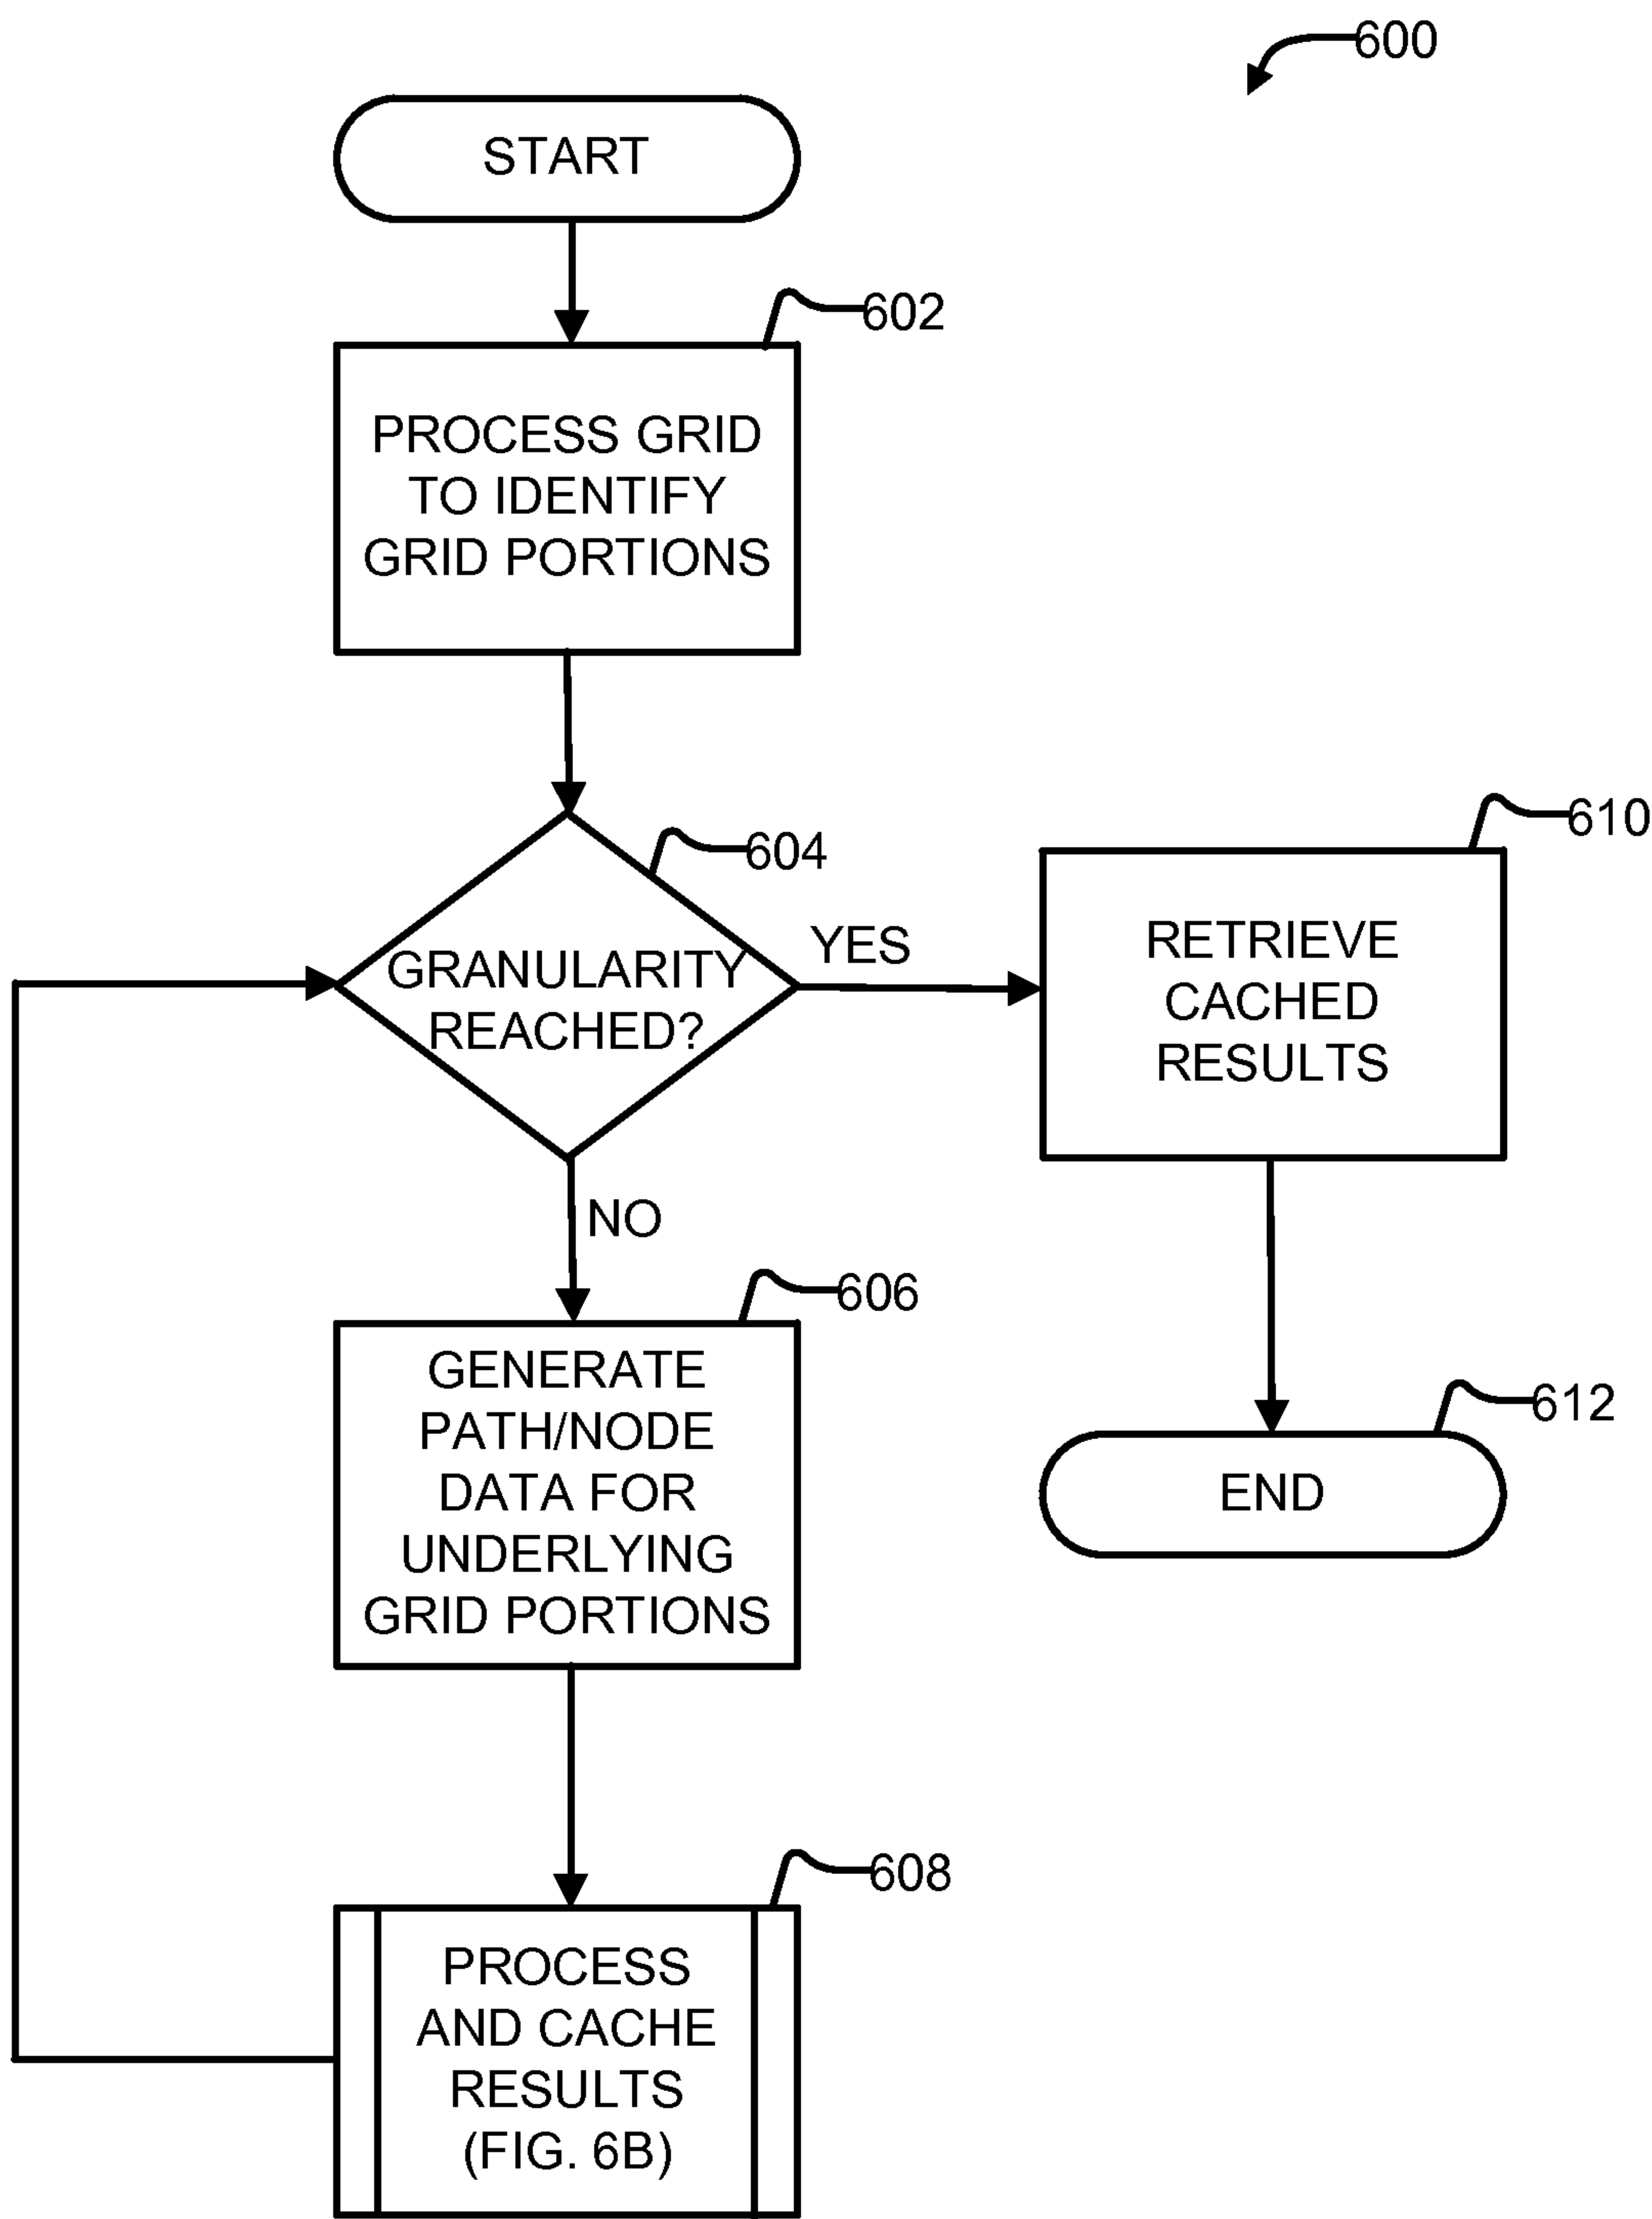 600
START
602
PROCESS GRID
TO IDENTIFY
GRID PORTIONS
604
GRANULARITY
REACHED?
YES
610
RETRIEVE
CACHED
RESULTS
NO
606
GENERATE
PATH/NODE
DATA FOR
UNDERLYING
GRID PORTIONS
612
END
608
PROCESS
AND CACHE
RESULTS
(FIG. 6B)